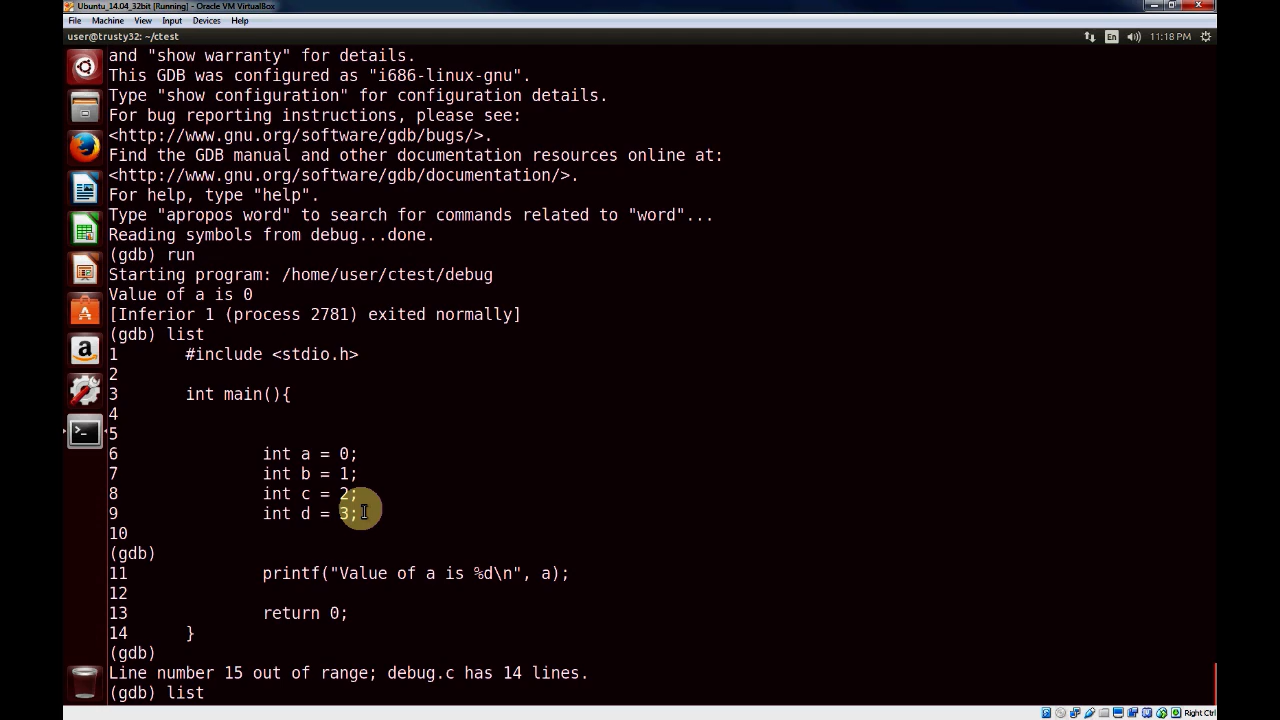 Ubuntu_14.04_32bit [Running] - Oracle VM VirtualBox
File Machine View Input Devices Help
user@trusty32: ~/ctest
En 11:18 PM
and "show warranty" for details.
This GDB was configured as "i686-linux-gnu".
Type "show configuration" for configuration details.
For bug reporting instructions, please see:
<http://www.gnu.org/software/gdb/bugs/>.
Find the GDB manual and other documentation resources online at:
<http://www.gnu.org/software/gdb/documentation/>.
For help, type "help".
Type "apropos word" to search for commands related to "word"...
Reading symbols from debug...done.
(gdb) run
Starting program: /home/user/ctest/debug
Value of a is 0
[Inferior 1 (process 2781) exited normally]
(gdb) list
1 #include <stdio.h>
2
3 int main(){
4
5
6 int a = 0;
7 int b = 1;
8 int c = 2;
9 int d = 3;
10
(gdb)
11 printf("Value of a is %d\n", a);
12
13 return 0;
14 }
(gdb)
Line number 15 out of range; debug.c has 14 lines.
(gdb) list
Right Ctrl